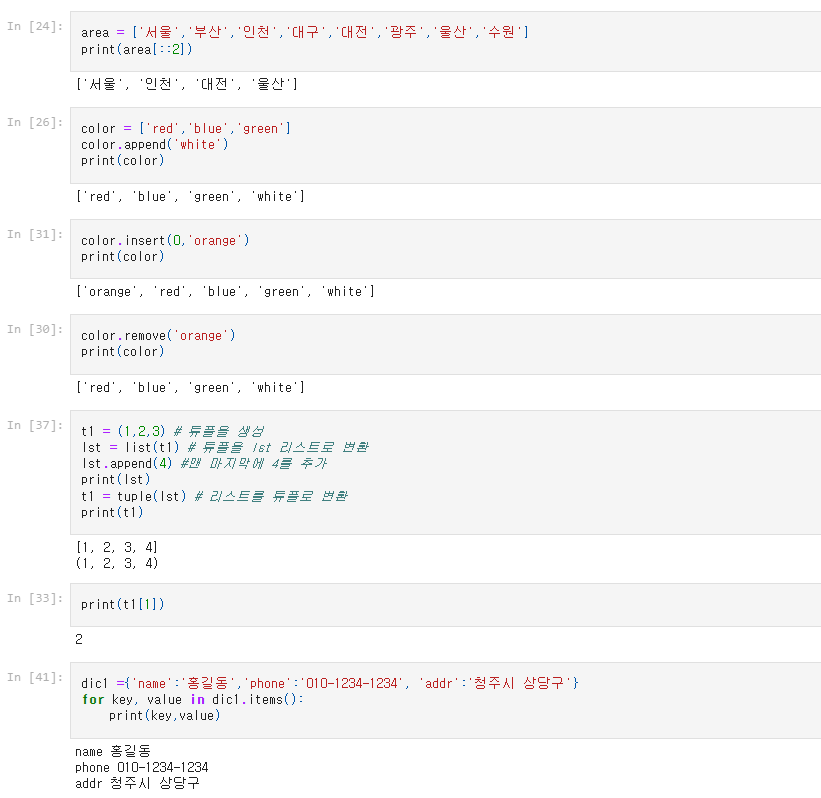 In [24]:
area = ['서울','부산','인천','대구','대전','광주','울산','수원']
print(area[::2])
['서울', '인천', '대전', '울산']
In [26]:
color = ['red','blue','green']
color.append('white')
print(color)
['red', 'blue', 'green', 'white']
In [31]:
color.insert(0,'orange')
print(color)
['orange', 'red', 'blue', 'green', 'white']
In [30]:
color.remove('orange')
print(color)
['red', 'blue', 'green', 'white']
In [37]:
t1 = (1,2,3) # 튜플을 생성
lst = list(t1) # 튜플을 lst 리스트로 변환
lst.append(4) #맨 마지막에 4를 추가
print(lst)
t1 = tuple(lst) # 리스트를 튜플로 변환
print(t1)
[1, 2, 3, 4]
(1, 2, 3, 4)
In [33]:
print(t1[1])
2
In [41]:
dic1 ={'name':'홍길동','phone':'010-1234-1234', 'addr':'청주시 상당구'}
for key, value in dic1.items():
    print(key,value)
name 홍길동
phone 010-1234-1234
addr 청주시 상당구